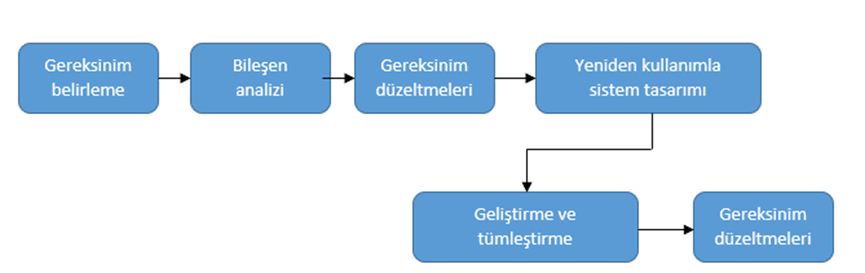 Gereksinim
belirleme
Bileşen
analizi
Gereksinim
düzeltmeleri
Yeniden kullanımla
sistem tasarımı
Geliştirme ve
tümleştirme
Gereksinim
düzeltmeleri